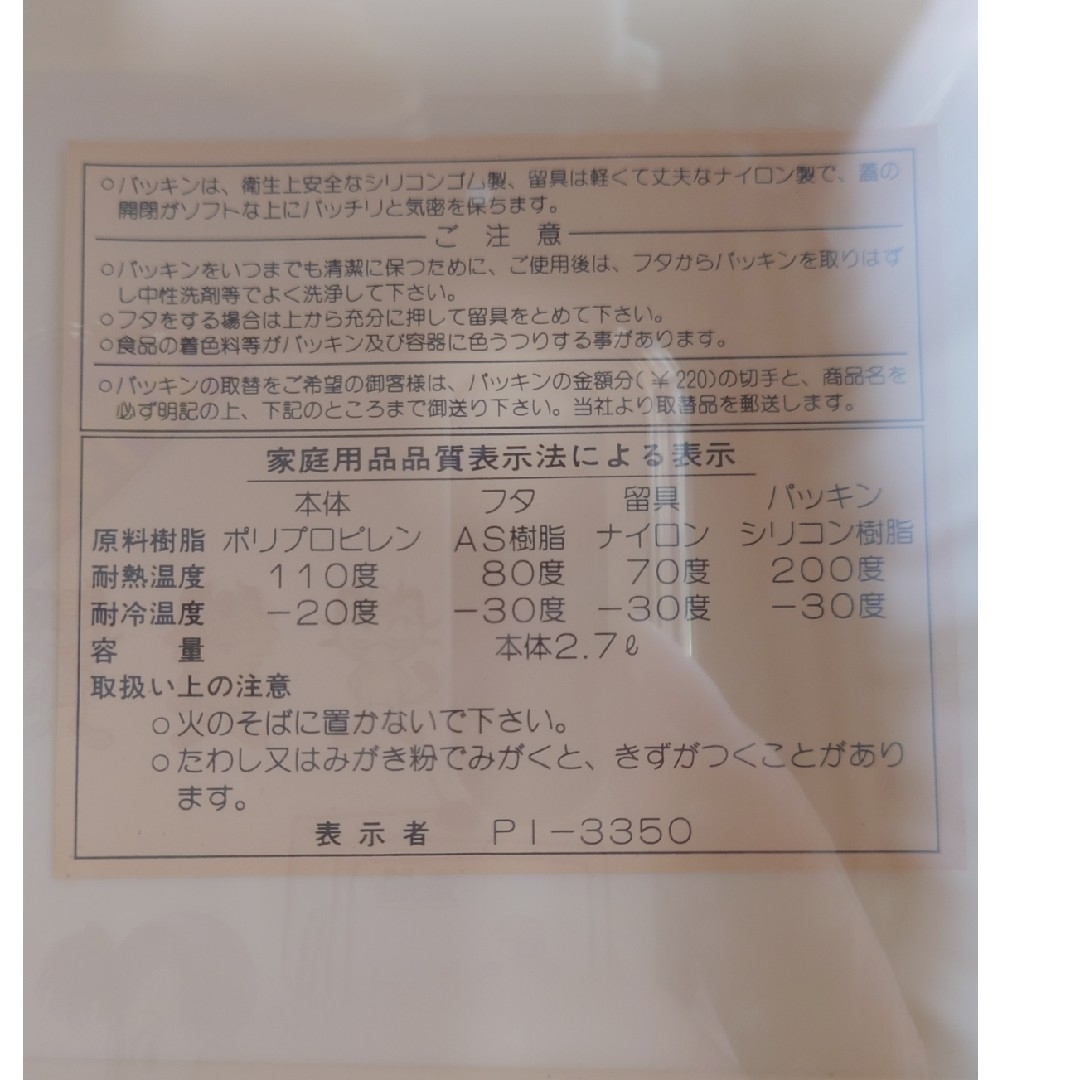 ○パッキンは、衛生上安全なシリコンゴム製、留具は軽くて丈夫なナイロン製で、蓋の
開閉がソフトな上にバッチリと気密を保ちます。
ご注意
○パッキンをいつまでも清潔に保つために、ご使用後は、フタからパッキンを取りはず
し中性洗剤等でよく洗浄して下さい。
○フタをする場合は上から充分に押して留具をとめて下さい。
○食品の着色料等がパッキン及び容器に色うつりする事があります。
○パッキンの取替をご希望の御客様は、パッキンの金額分(￥220)の切手と、商品名を
必ず明記の上、下記のところまで御送り下さい。当社より取替品を郵送します。
家庭用品品質表示法による表示
本体 フタ 留具 パッキン
原料樹脂 ポリプロピレン AS樹脂 ナイロン シリコン樹脂
耐熱温度 110度 80度 70度 200度
耐冷温度 －20度 －30度 －30度 －30度
容量 本体2.7ℓ
取扱い上の注意
○火のそばに置かないで下さい。
○たわし又はみがき粉でみがくと、きずがつくことがあり
ます。
表示者 PI－3350